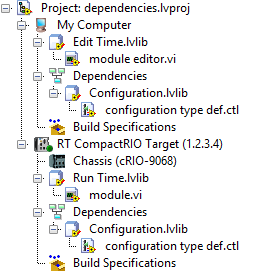 Project: dependencies.lvproj
My Computer
Edit Time.lvlib
module editor.vi
Dependencies
Configuration.lvlib
configuration type def.ctl
Build Specifications
RT CompactRIO Target (1.2.3.4)
Chassis (cRIO-9068)
Run Time.lvlib
module.vi
Dependencies
Configuration.lvlib
configuration type def.ctl
Build Specifications